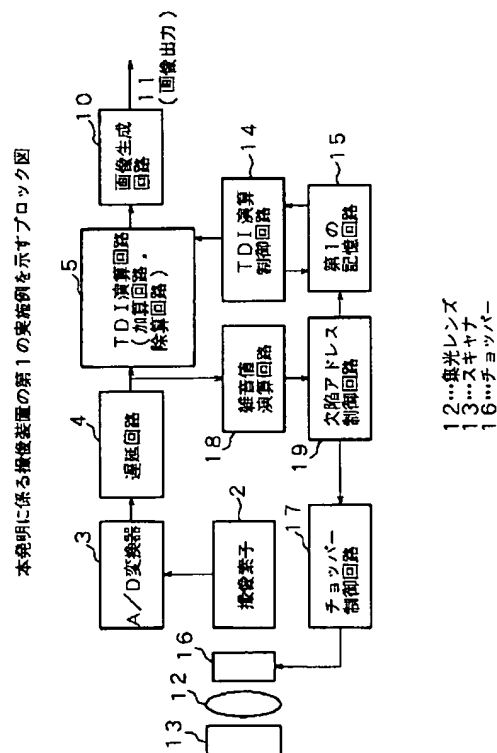 本発明に係る撮像装置の第1の実施例を示すブロック図
13
12
16
3
A/D変換器
4
遅延回路
5
TDI演算回路
(加算回路,
除算回路)
10
画像生成
回路
11
(画像出力)
2
撮像素子
18
雑音値
演算回路
14
TDI演算
制御回路
17
チョッパー
制御回路
19
欠陥アドレス
制御回路
15
第1の
記憶回路
12…集光レンズ
13…スキャナ
16…チョッパー